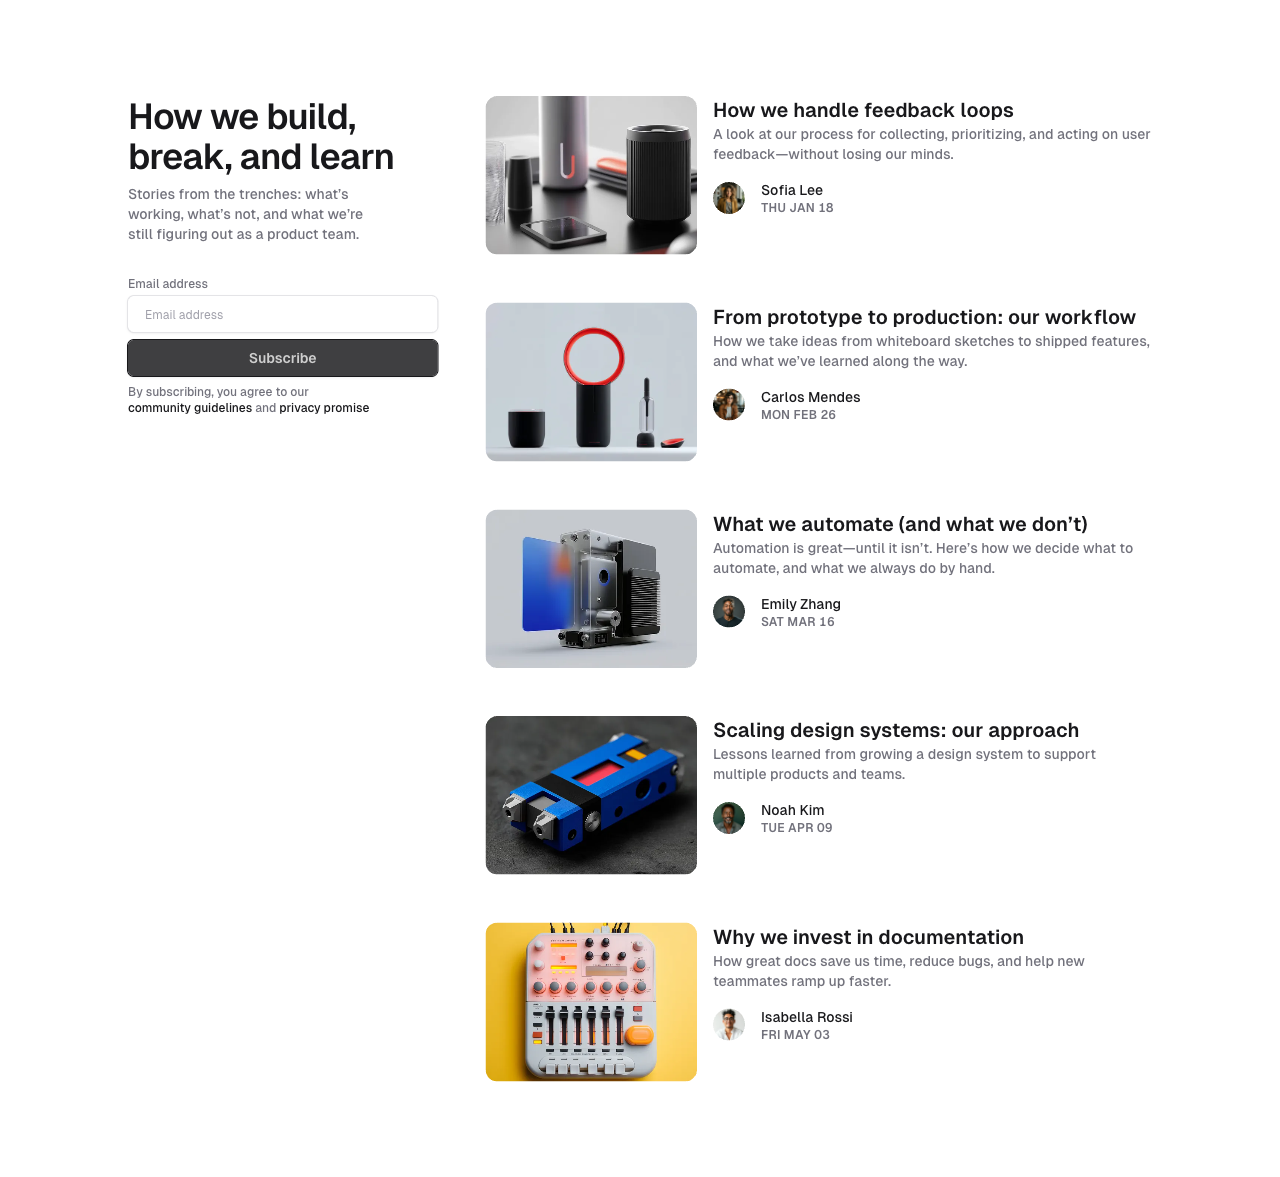 How we build,
break, and learn
Stories from the trenches: what’s
working, what’s not, and what we’re
still figuring out as a product team.
Email address
Email address
Subscribe
By subscribing, you agree to our
community guidelines and privacy promise
How we handle feedback loops
A look at our process for collecting, prioritizing, and acting on user
feedback—without losing our minds.
Sofia Lee
THU JAN 18
From prototype to production: our workflow
How we take ideas from whiteboard sketches to shipped features,
and what we’ve learned along the way.
Carlos Mendes
MON FEB 26
What we automate (and what we don’t)
Automation is great—until it isn’t. Here’s how we decide what to
automate, and what we always do by hand.
Emily Zhang
SAT MAR 16
Scaling design systems: our approach
Lessons learned from growing a design system to support
multiple products and teams.
Noah Kim
TUE APR 09
Why we invest in documentation
How great docs save us time, reduce bugs, and help new
teammates ramp up faster.
Isabella Rossi
FRI MAY 03